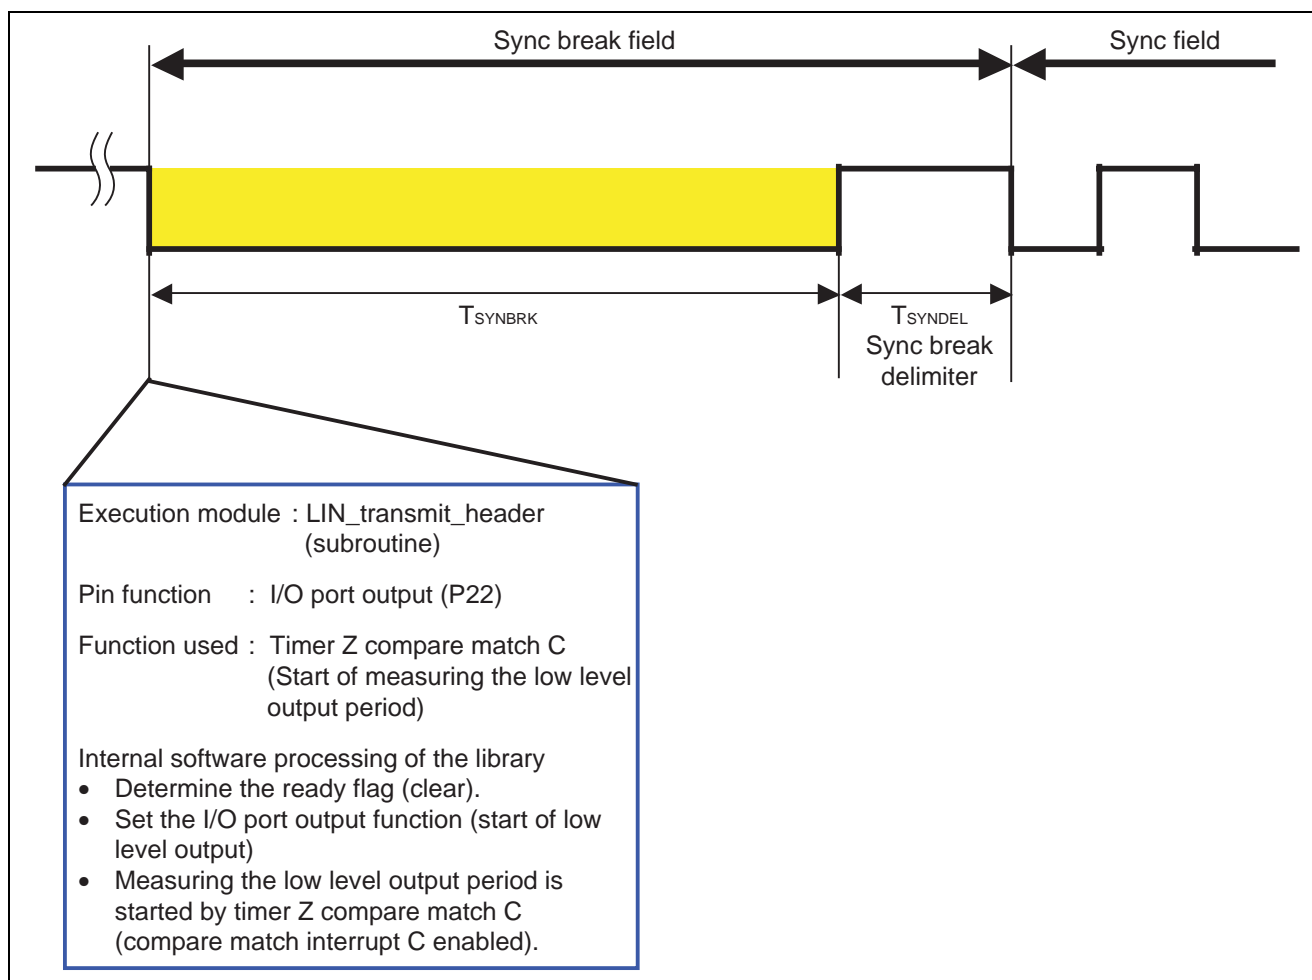 Sync break field
Sync field
TSYNBRK
TSYNDEL
Sync break
delimiter
Execution module : LIN_transmit_header
(subroutine)
Pin function : I/O port output (P22)
Function used : Timer Z compare match C
(Start of measuring the low level
output period)
Internal software processing of the library
• Determine the ready flag (clear).
• Set the I/O port output function (start of low
level output)
• Measuring the low level output period is
started by timer Z compare match C
(compare match interrupt C enabled).